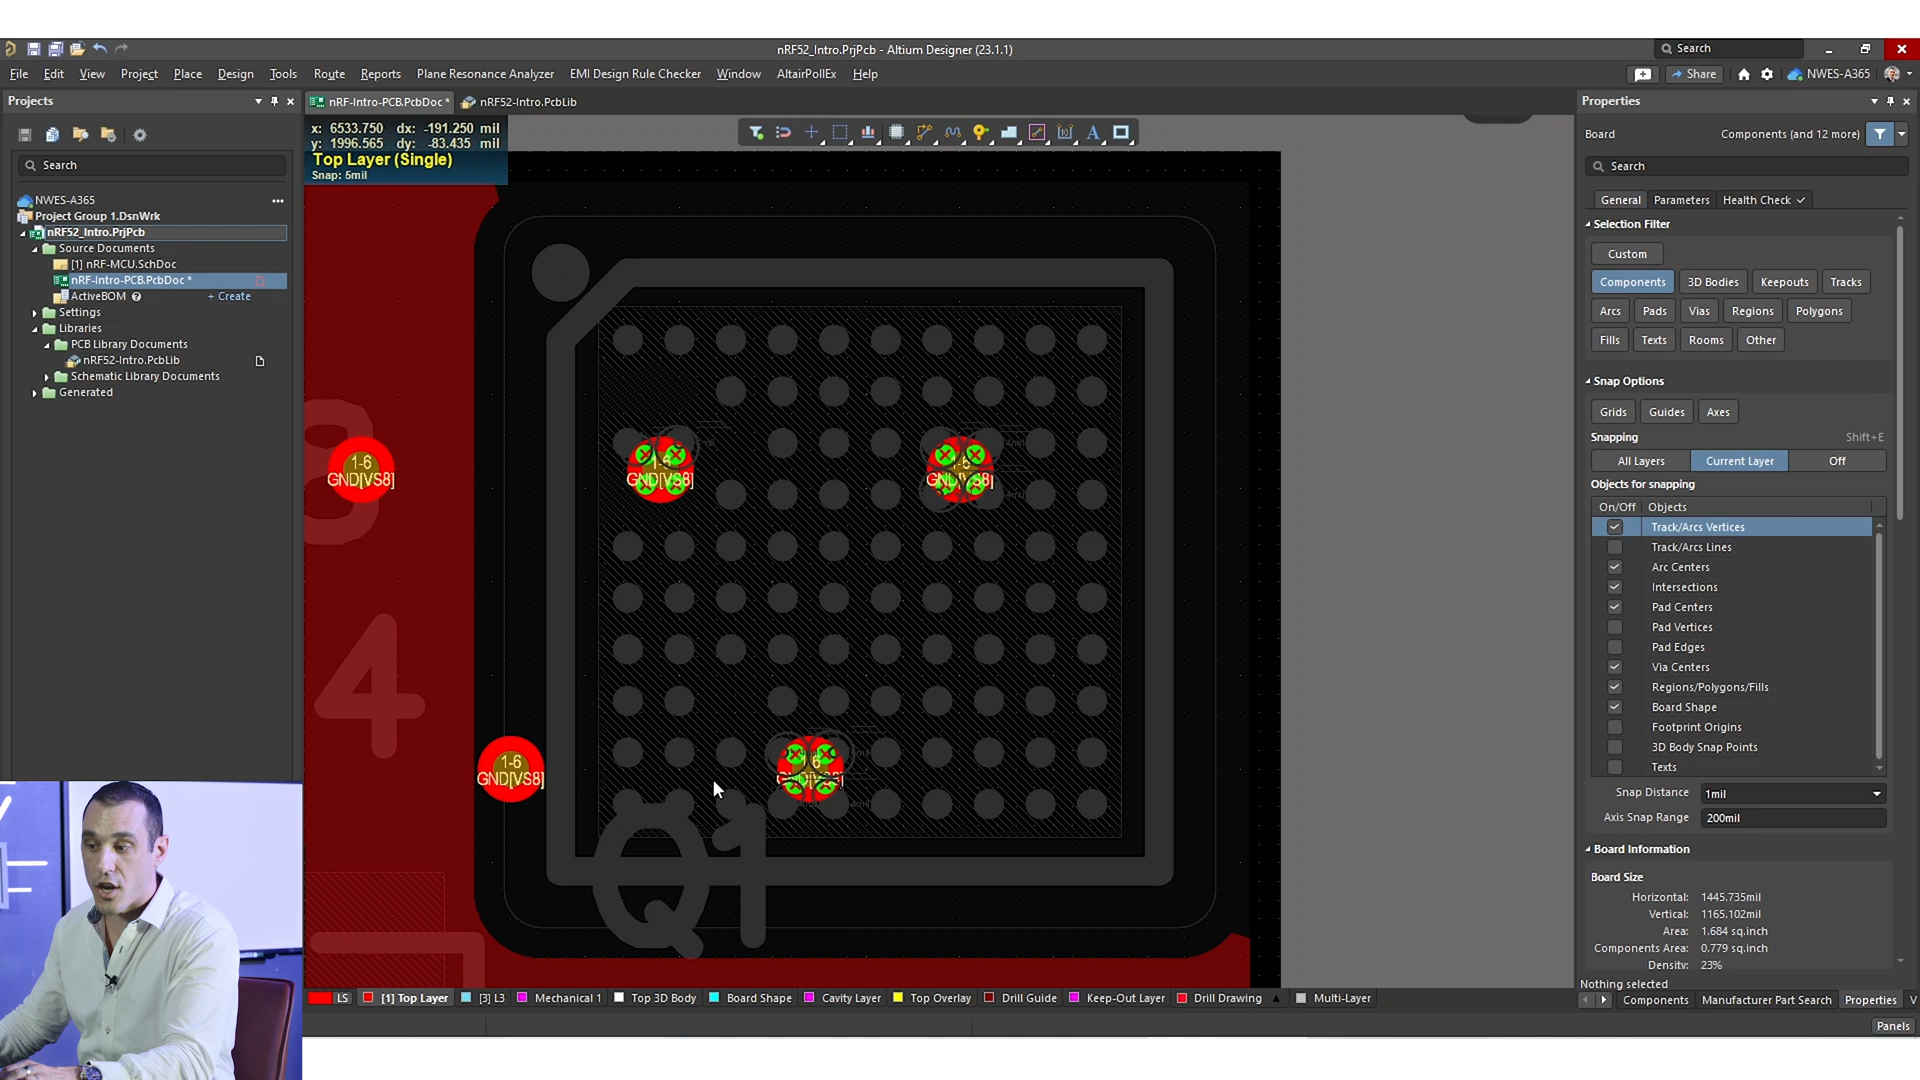 nRF52_Intro.PrjPcb - Altium Designer (23.1.1)
Search
File Edit View Project Place Design Tools Route Reports Plane Resonance Analyzer EMI Design Rule Checker Window AltairPollEx Help
Share
NWES-A365
Projects
nRF-Intro-PCB.PcbDoc *
nRF52-Intro.PcbLib
Properties
x: 6533.750 dx: -191.250 mil
y: 1996.565 dy: -83.435 mil
Top Layer (Single)
Snap: 5mil
Board
Components (and 12 more)
Search
Search
General Parameters Health Check
NWES-A365
Project Group 1.DsnWrk
nRF52_Intro.PrjPcb
Source Documents
[1] nRF-MCU.SchDoc
nRF-Intro-PCB.PcbDoc *
ActiveBOM
+ Create
Settings
Libraries
PCB Library Documents
nRF52-Intro.PcbLib
Schematic Library Documents
Generated
Selection Filter
Custom
Components 3D Bodies Keepouts Tracks
Arcs Pads Vias Regions Polygons
Fills Texts Rooms Other
Snap Options
Grids Guides Axes
Snapping
Shift+E
All Layers Current Layer Off
Objects for snapping
On/Off Objects
Track/Arcs Vertices
Track/Arcs Lines
Arc Centers
Intersections
Pad Centers
Pad Vertices
Pad Edges
Via Centers
Regions/Polygons/Fills
Board Shape
Footprint Origins
3D Body Snap Points
Texts
Snap Distance 1mil
Axis Snap Range 200mil
Board Information
Board Size
Horizontal: 1445.735mil
Vertical: 1165.102mil
Area: 1.684 sq.inch
Components Area: 0.779 sq.inch
Density: 23%
Nothing selected
1-6
GND[VS8]
1-6
GND[VS8]
1-6
GND[VS8]
4
1-6
GND[VS8]
1-6
GND[VS8]
Q1
LS [1] Top Layer [3] L3 Mechanical 1 Top 3D Body Board Shape Cavity Layer Top Overlay Drill Guide Keep-Out Layer Drill Drawing Multi-Layer
Components Manufacturer Part Search Properties V
Panels